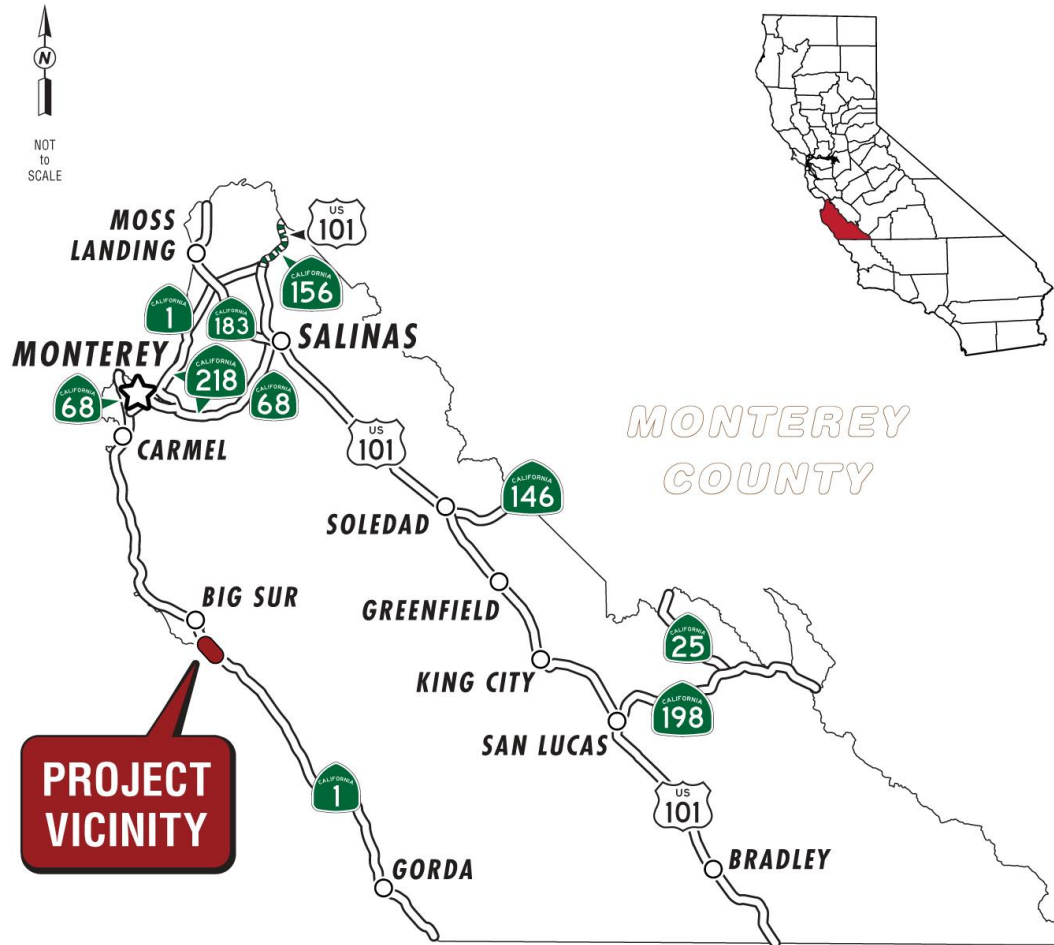 N
NOT
to
SCALE
MOSS
LANDING
US
101
CALIFORNIA
156
CALIFORNIA
1
CALIFORNIA
183
SALINAS
MONTEREY
CALIFORNIA
218
CALIFORNIA
68
CALIFORNIA
68
CARMEL
US
101
MONTEREY
COUNTY
CALIFORNIA
146
SOLEDAD
BIG SUR
GREENFIELD
CALIFORNIA
25
KING CITY
CALIFORNIA
198
SAN LUCAS
PROJECT
VICINITY
CALIFORNIA
1
US
101
BRADLEY
GORDA